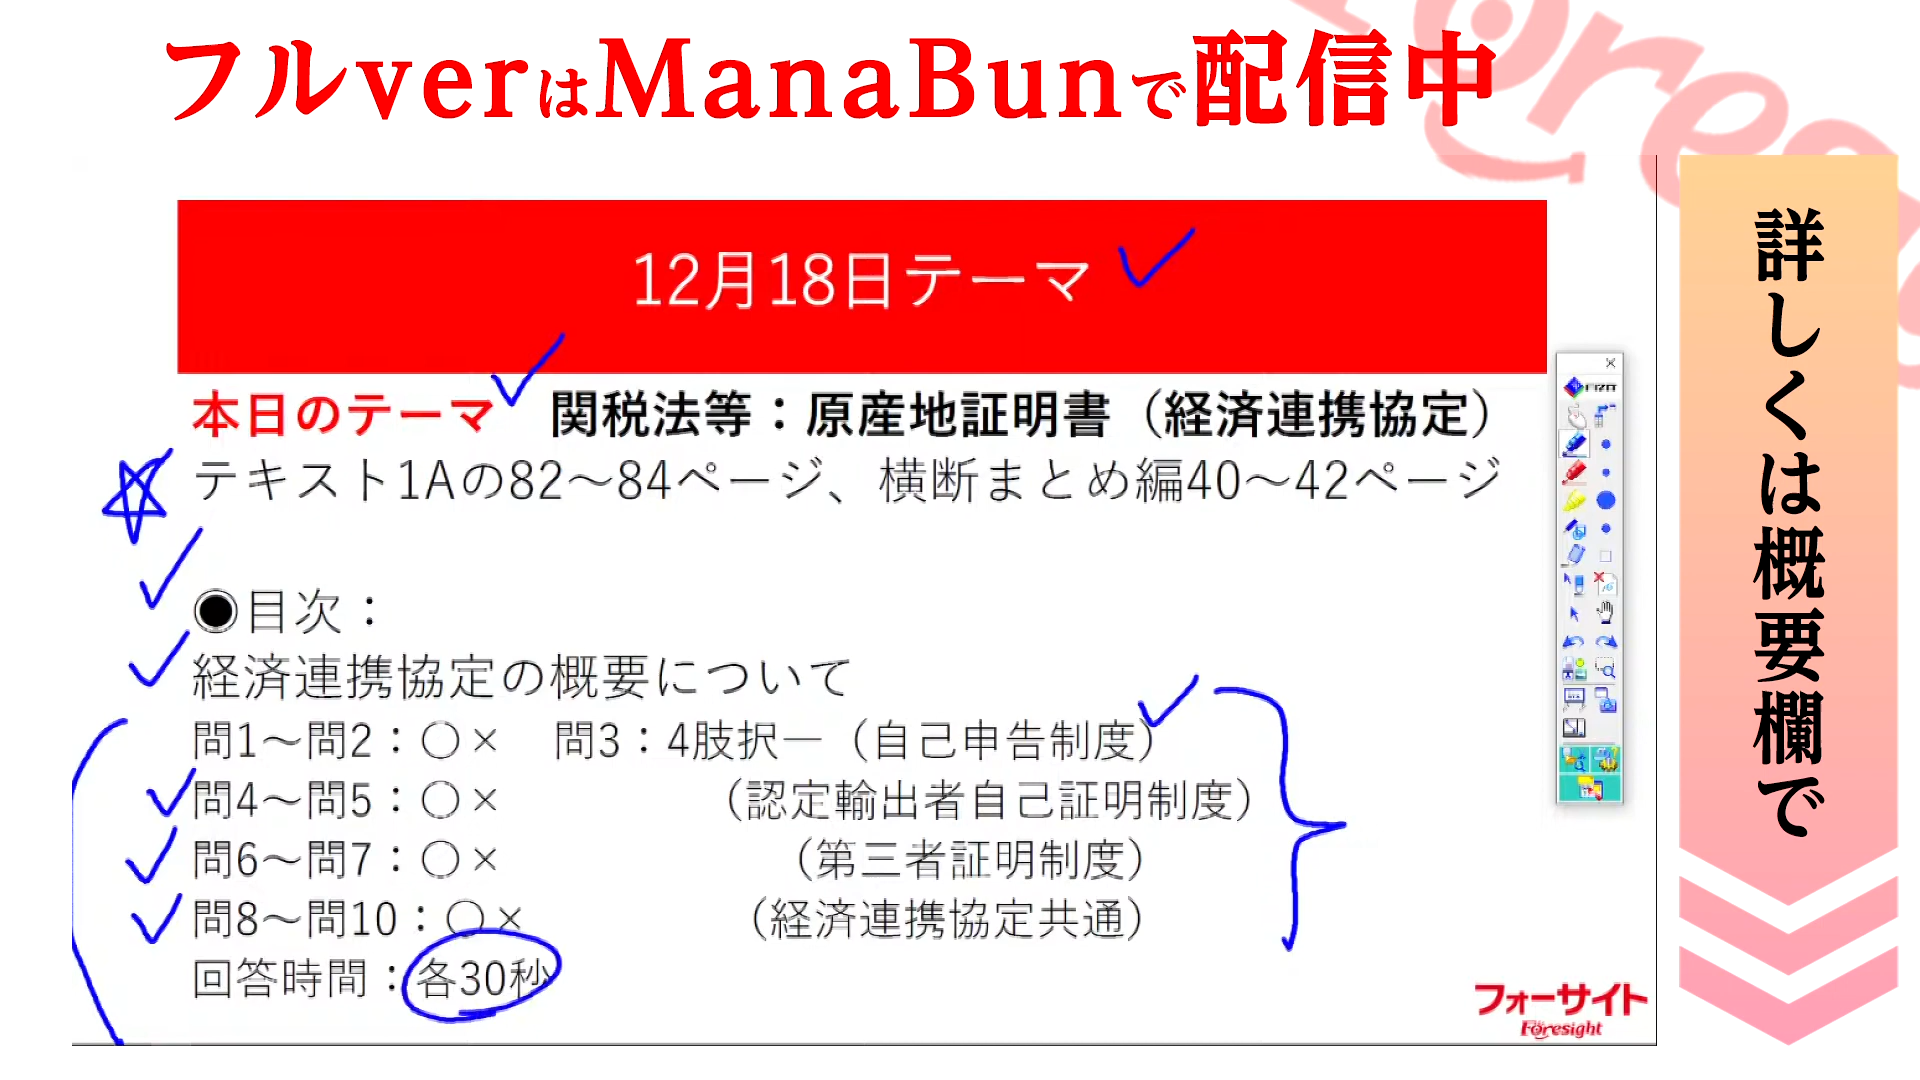 フルverはManaBunで配信中
12月18日テーマ
本日のテーマ 関税法等：原産地証明書（経済連携協定）
テキスト1Aの82～84ページ、横断まとめ編40～42ページ
◉目次：
経済連携協定の概要について
問1～問2：○× 問3：4肢択一（自己申告制度）
問4～問5：○× （認定輸出者自己証明制度）
問6～問7：○× （第三者証明制度）
問8～問10：○× （経済連携協定共通）
回答時間：各30秒
フォーサイト
Foresight
詳しくは概要欄で